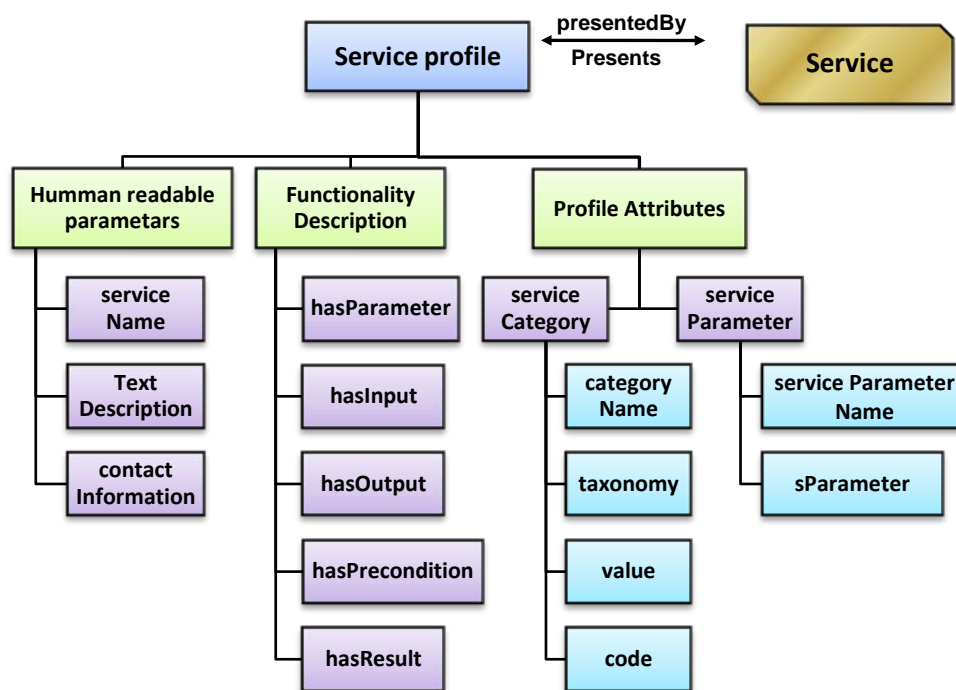 presentedBy
Service profile
Presents
Service
Humman readable
parametars
Functionality
Description
Profile Attributes
service
Name
Text
Description
contact
Information
hasParameter
hasInput
hasOutput
hasPrecondition
hasResult
service
Category
category
Name
taxonomy
value
code
service
Parameter
service Parameter
Name
sParameter